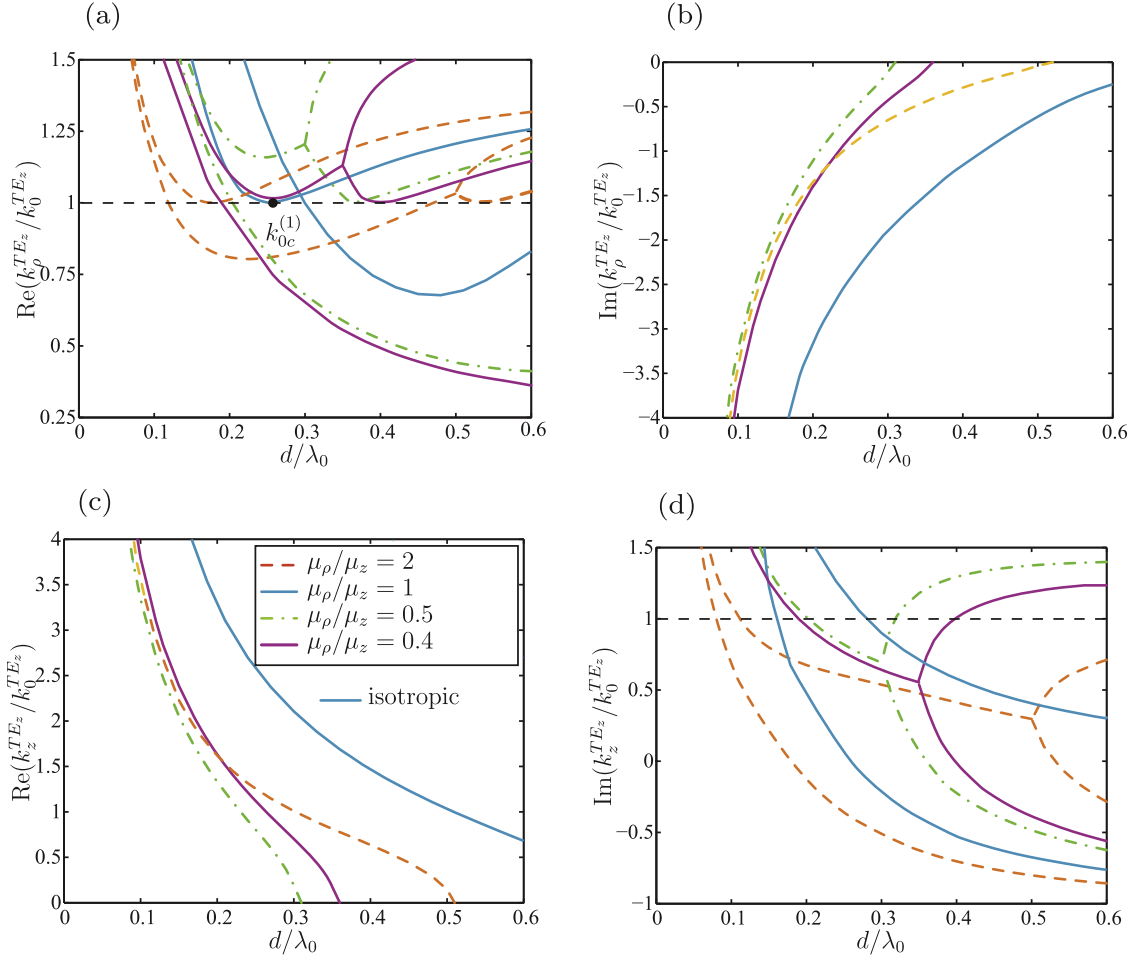 (a)
1.5
1.25
1
0.75
0.5
0.25
Re(k_ρ^{TE_z}/k_0^{TE_z})
k_{0c}^{(1)}
0 0.1 0.2 0.3 0.4 0.5 0.6
d/λ_0
(b)
0
−0.5
−1
−1.5
−2
−2.5
−3
−3.5
−4
Im(k_ρ^{TE_z}/k_0^{TE_z})
0 0.1 0.2 0.3 0.4 0.5 0.6
d/λ_0
(c)
4
3.5
3
2.5
2
1.5
1
0.5
0
Re(k_z^{TE_z}/k_0^{TE_z})
μ_ρ/μ_z = 2
μ_ρ/μ_z = 1
μ_ρ/μ_z = 0.5
μ_ρ/μ_z = 0.4
isotropic
0 0.1 0.2 0.3 0.4 0.5 0.6
d/λ_0
(d)
1.5
1
0.5
0
−0.5
−1
Im(k_z^{TE_z}/k_0^{TE_z})
0 0.1 0.2 0.3 0.4 0.5 0.6
d/λ_0